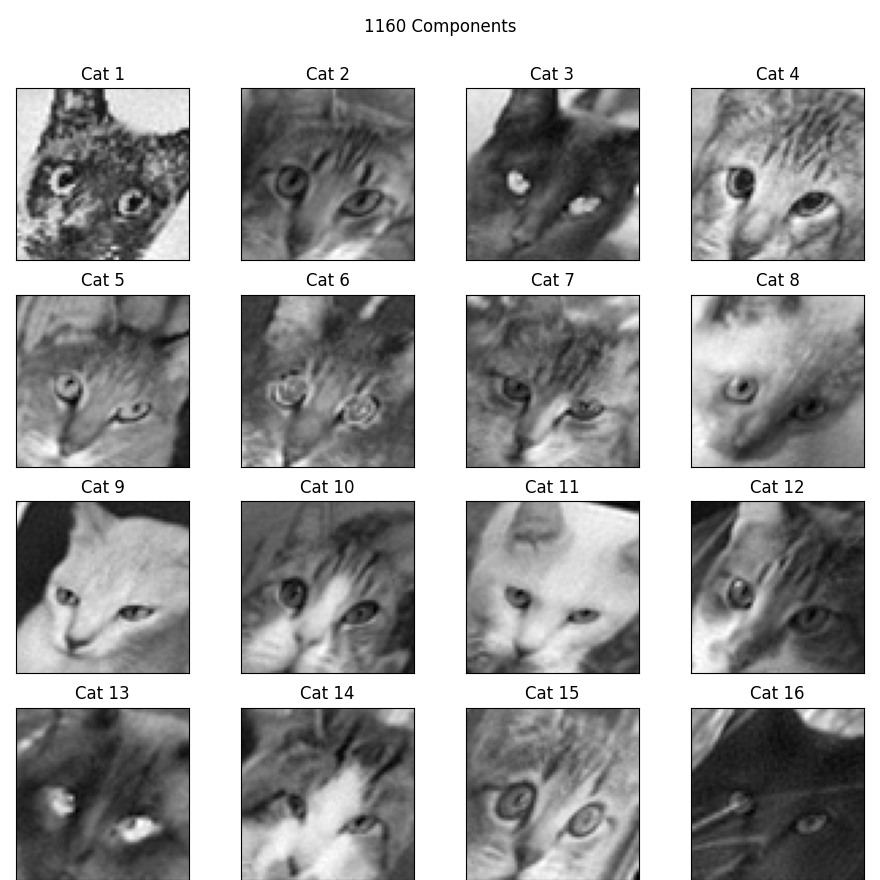 1160 Components
Cat 1
Cat 2
Cat 3
Cat 4
Cat 5
Cat 6
Cat 7
Cat 8
Cat 9
Cat 10
Cat 11
Cat 12
Cat 13
Cat 14
Cat 15
Cat 16